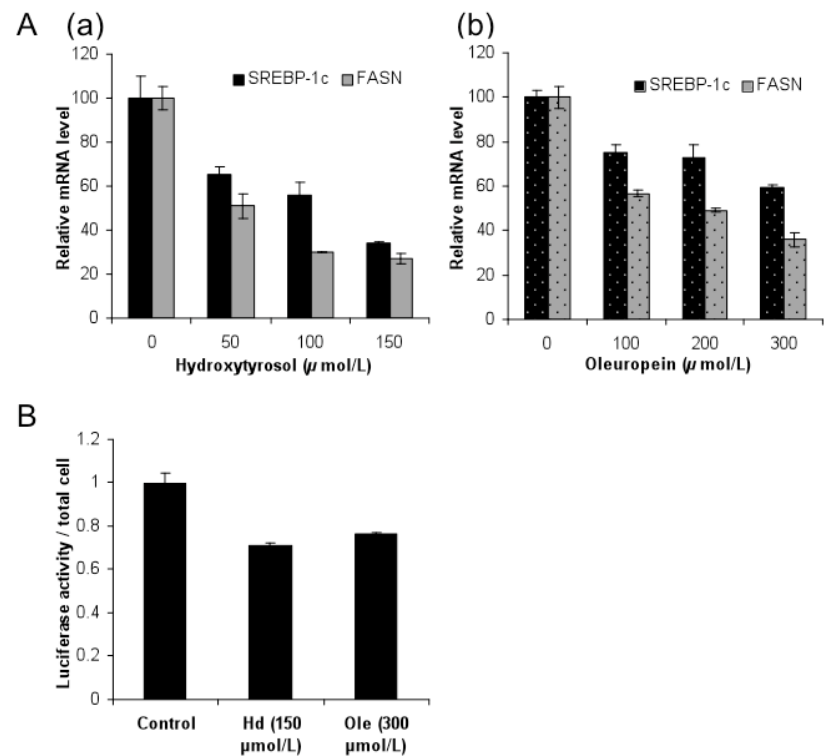 A (a) (b)
120
100
80
60
40
20
0
Relative mRNA level
SREBP-1c FASN
0 50 100 150
Hydroxytyrosol (µ mol/L)
120
100
80
60
40
20
0
Relative mRNA level
SREBP-1c FASN
0 100 200 300
Oleuropein (µ mol/L)
B
1.2
1
0.8
0.6
0.4
0.2
0
Luciferase activity / total cell
Control Hd (150 Ole (300
µmol/L) µmol/L)